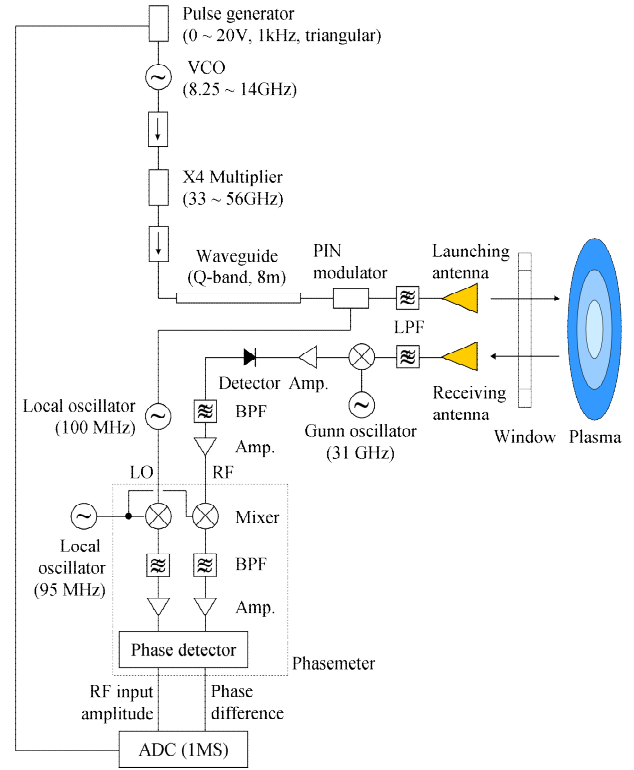 Pulse generator
(0 ~ 20V, 1kHz, triangular)
VCO
(8.25 ~ 14GHz)
X4 Multiplier
(33 ~ 56GHz)
Waveguide
(Q-band, 8m)
PIN
modulator
Launching
antenna
LPF
Detector
Amp.
Receiving
antenna
Gunn oscillator
(31 GHz)
Window
Plasma
Local oscillator
(100 MHz)
BPF
Amp.
LO
RF
Mixer
Local
oscillator
(95 MHz)
BPF
Amp.
Phase detector
Phasemeter
RF input
amplitude
Phase
difference
ADC (1MS)